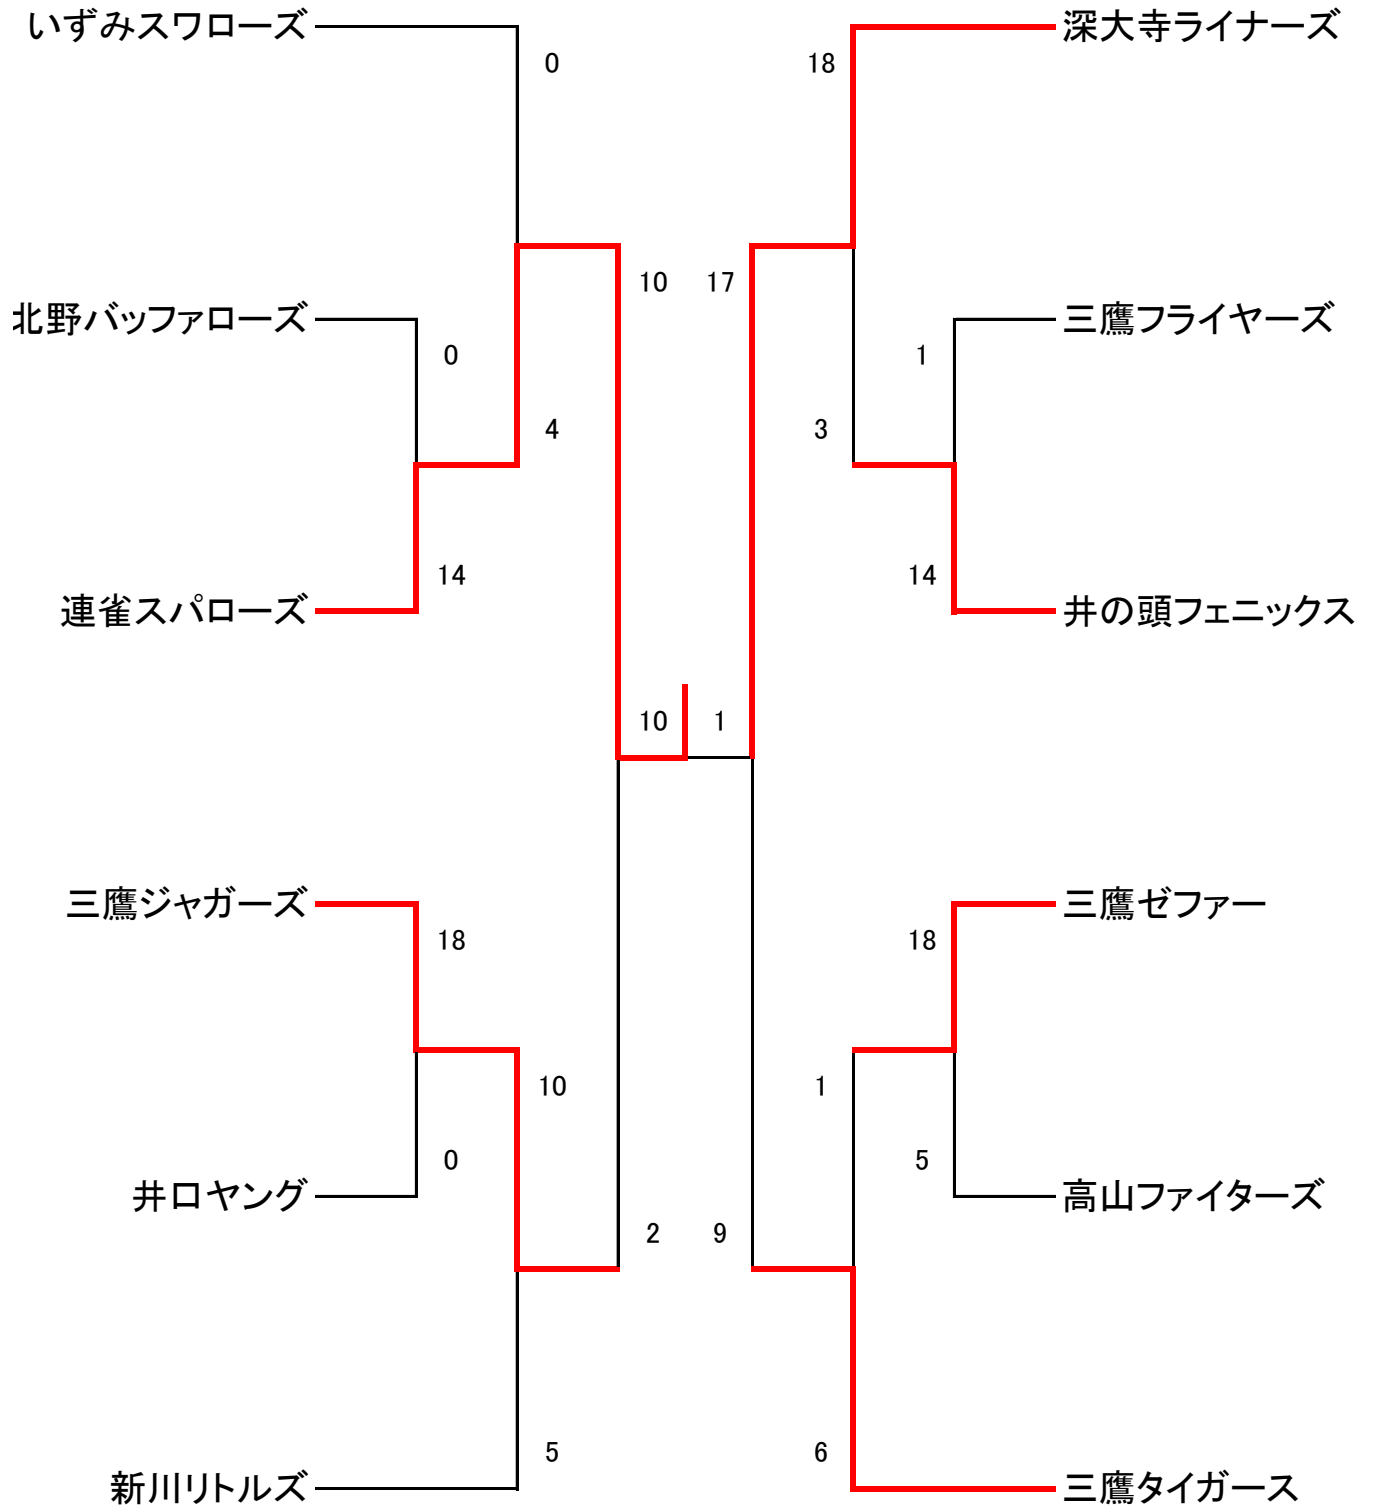 いずみスワローズ
0
18
深大寺ライナーズ
10
17
北野バッファローズ
0
1
三鷹フライヤーズ
4
3
連雀スパローズ
14
14
井の頭フェニックス
10
1
三鷹ジャガーズ
18
18
三鷹ゼファー
10
1
井口ヤング
0
5
高山ファイターズ
2
9
5
6
新川リトルズ
三鷹タイガース